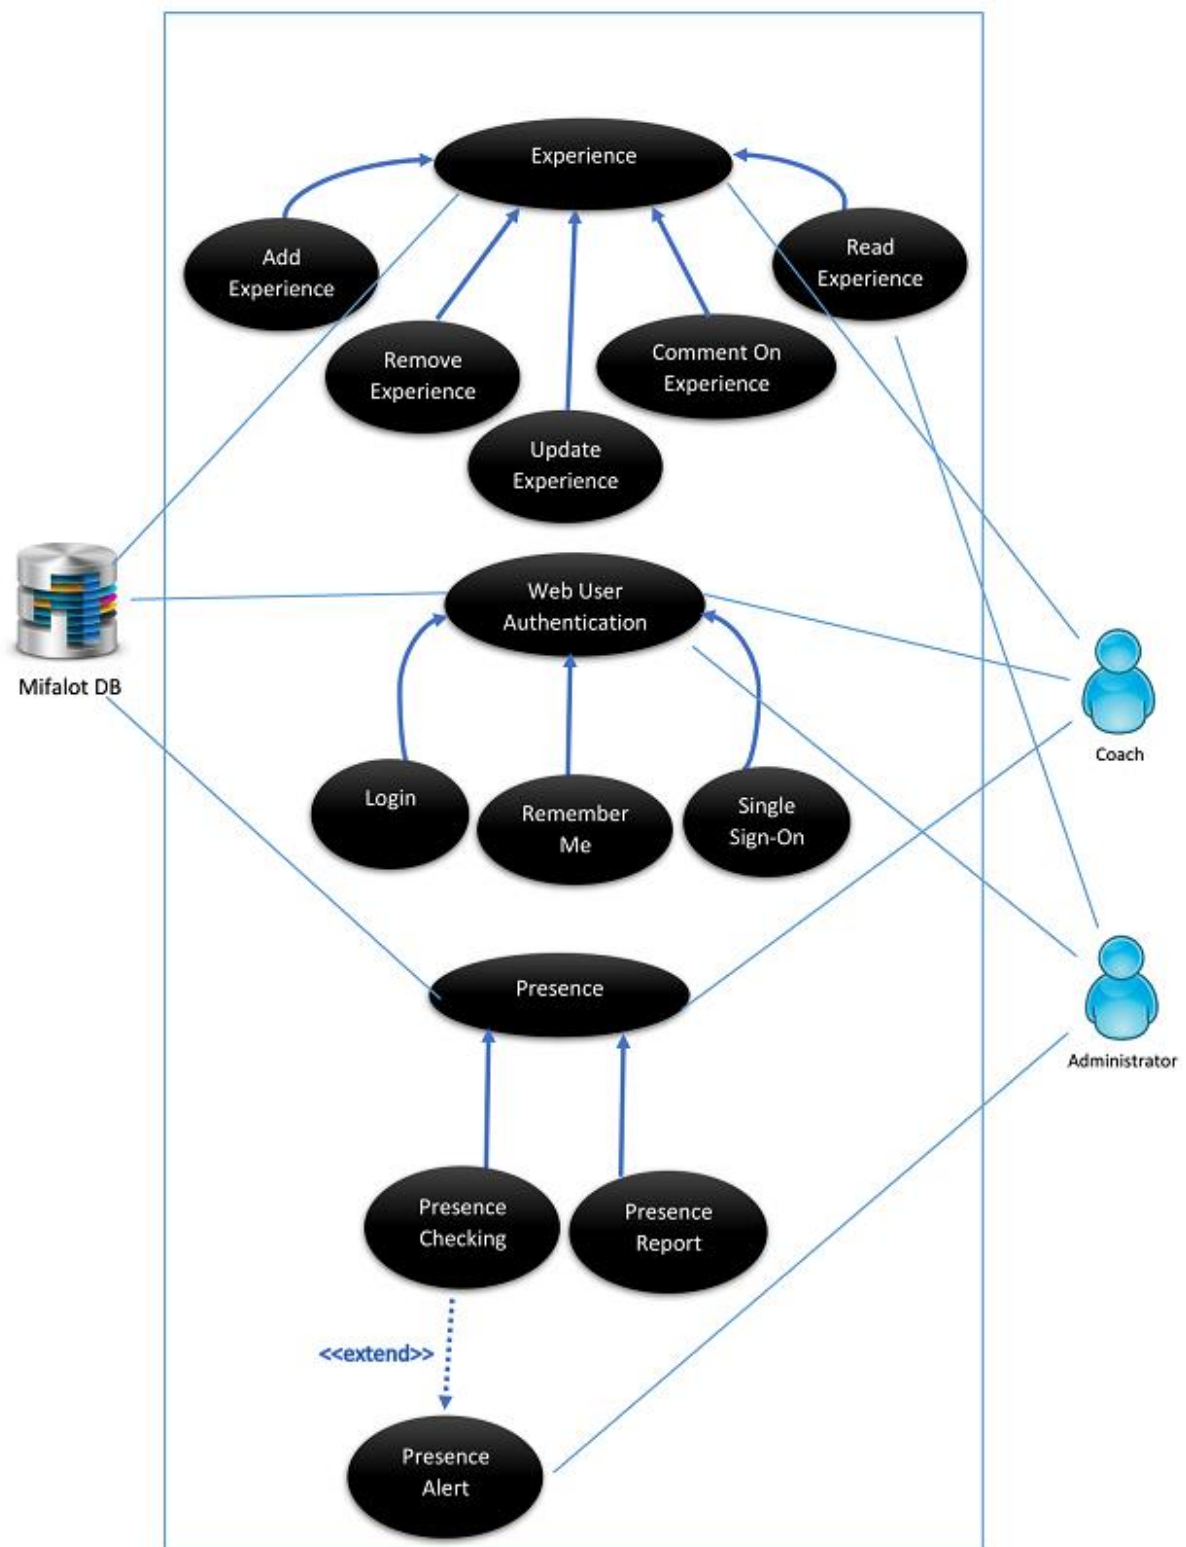 Experience
Add
Experience
Read
Experience
Remove
Experience
Comment On
Experience
Update
Experience
Web User
Authentication
Mifalot DB
Coach
Login
Remember
Me
Single
Sign-On
Presence
Administrator
Presence
Checking
Presence
Report
<<extend>>
Presence
Alert